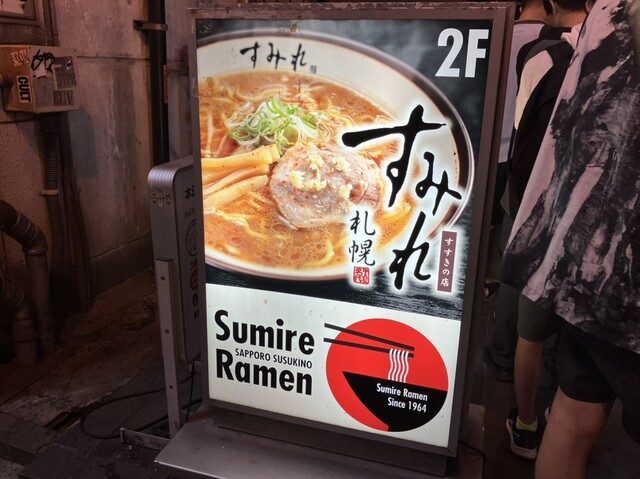 CULT
すみれ
2F
すみれ
札幌
すすきの店
Sumire
SAPPORO SUSUKINO
Ramen
Sumire Ramen
Since 1964